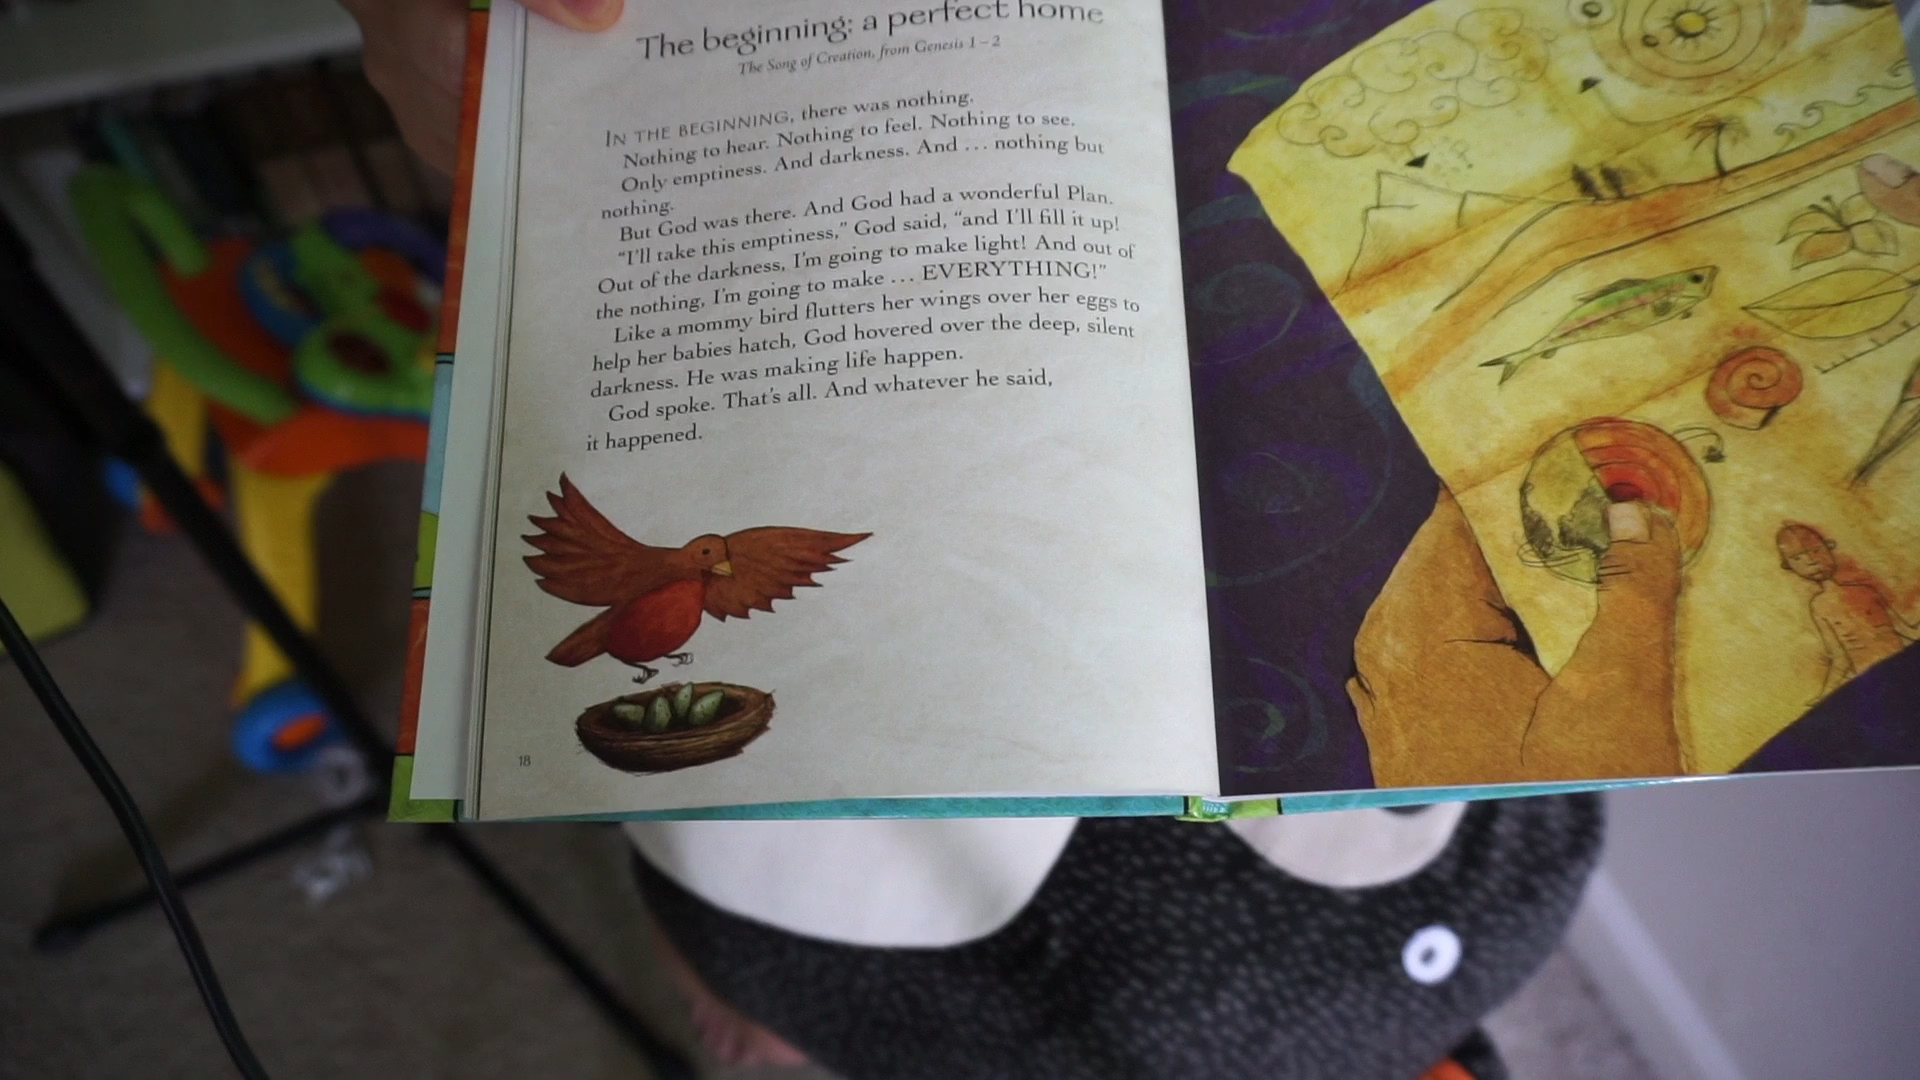 The beginning: a perfect home
The Song of Creation, from Genesis 1 – 2
IN THE BEGINNING, there was nothing.
Nothing to hear. Nothing to feel. Nothing to see.
Only emptiness. And darkness. And ... nothing but
nothing.
But God was there. And God had a wonderful Plan.
“I'll take this emptiness,” God said, “and I'll fill it up!
Out of the darkness, I'm going to make light! And out of
the nothing, I'm going to make ... EVERYTHING!”
Like a mommy bird flutters her wings over her eggs to
help her babies hatch, God hovered over the deep, silent
darkness. He was making life happen.
God spoke. That's all. And whatever he said,
it happened.
18